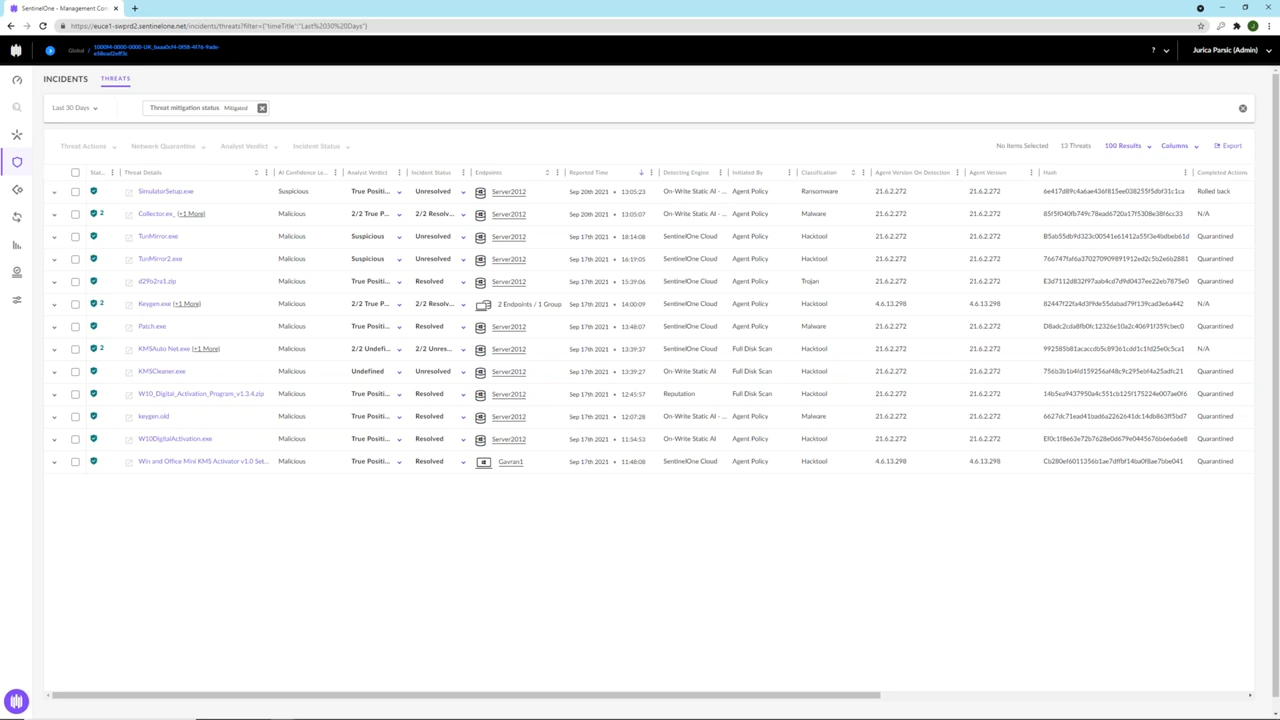 SentinelOne - Management Con
https://euce1-swprd2.sentinelone.net/incidents/threats?filter={"timeTitle":"Last%2030%20Days"}
Global /
? Jurica Parsic (Admin)
INCIDENTS THREATS
Last 30 Days Threat mitigation status Mitigated
Threat Actions Network Quarantine Analyst Verdict Incident Status No Items Selected 13 Threats 100 Results Columns Export
Stat... Threat Details AI Confidence Le... Analyst Verdict Incident Status Endpoints Reported Time Detecting Engine Initiated By Classification Agent Version On Detection Agent Version Hash Completed Actions
SimulatorSetup.exe Suspicious True Positi... Unresolved Server2012 Sep 20th 2021 • 13:05:23 On-Write Static AI - ... Agent Policy Ransomware 21.6.2.272 21.6.2.272 Rolled back
2 Collector.ex_ (+1 More) Malicious 2/2 True P... 2/2 Resolv... Server2012 Sep 20th 2021 • 13:05:07 On-Write Static AI - ... Agent Policy Malware 21.6.2.272 21.6.2.272 N/A
TunMirror.exe Malicious Suspicious Unresolved Server2012 Sep 17th 2021 • 18:14:08 SentinelOne Cloud Agent Policy Hacktool 21.6.2.272 21.6.2.272 Quarantined
TunMirror2.exe Malicious Suspicious Unresolved Server2012 Sep 17th 2021 • 16:19:05 SentinelOne Cloud Agent Policy Hacktool 21.6.2.272 21.6.2.272 Quarantined
d29b2ra1.zip Malicious True Positi... Resolved Server2012 Sep 17th 2021 • 15:39:06 SentinelOne Cloud Agent Policy Trojan 21.6.2.272 21.6.2.272 Quarantined
2 Keygen.exe (+1 More) Malicious 2/2 True P... 2/2 Resolv... 2 Endpoints / 1 Group Sep 17th 2021 • 14:00:09 SentinelOne Cloud Agent Policy Hacktool 4.6.13.298 4.6.13.298 N/A
Patch.exe Malicious True Positi... Resolved Server2012 Sep 17th 2021 • 13:48:07 SentinelOne Cloud Agent Policy Malware 21.6.2.272 21.6.2.272 Quarantined
2 KMSAuto Net.exe (+1 More) Malicious 2/2 Undefi... 2/2 Unres... Server2012 Sep 17th 2021 • 13:39:37 SentinelOne Cloud Full Disk Scan Hacktool 21.6.2.272 21.6.2.272 N/A
KMSCleaner.exe Malicious Undefined Unresolved Server2012 Sep 17th 2021 • 13:39:27 On-Write Static AI Full Disk Scan Hacktool 21.6.2.272 21.6.2.272 Quarantined
W10_Digital_Activation_Program_v1.3.4.zip Malicious True Positi... Resolved Server2012 Sep 17th 2021 • 12:45:57 Reputation Full Disk Scan Hacktool 21.6.2.272 21.6.2.272 Quarantined
keygen.old Malicious True Positi... Resolved Server2012 Sep 17th 2021 • 12:07:28 On-Write Static AI - ... Agent Policy Malware 21.6.2.272 21.6.2.272 Quarantined
W10DigitalActivation.exe Malicious True Positi... Resolved Server2012 Sep 17th 2021 • 11:54:53 On-Write Static AI Agent Policy Hacktool 21.6.2.272 21.6.2.272 Quarantined
Win and Office Mini KMS Activator v1.0 Set... Malicious True Positi... Resolved Gavran1 Sep 17th 2021 • 11:48:08 SentinelOne Cloud Agent Policy Hacktool 4.6.13.298 4.6.13.298 Quarantined